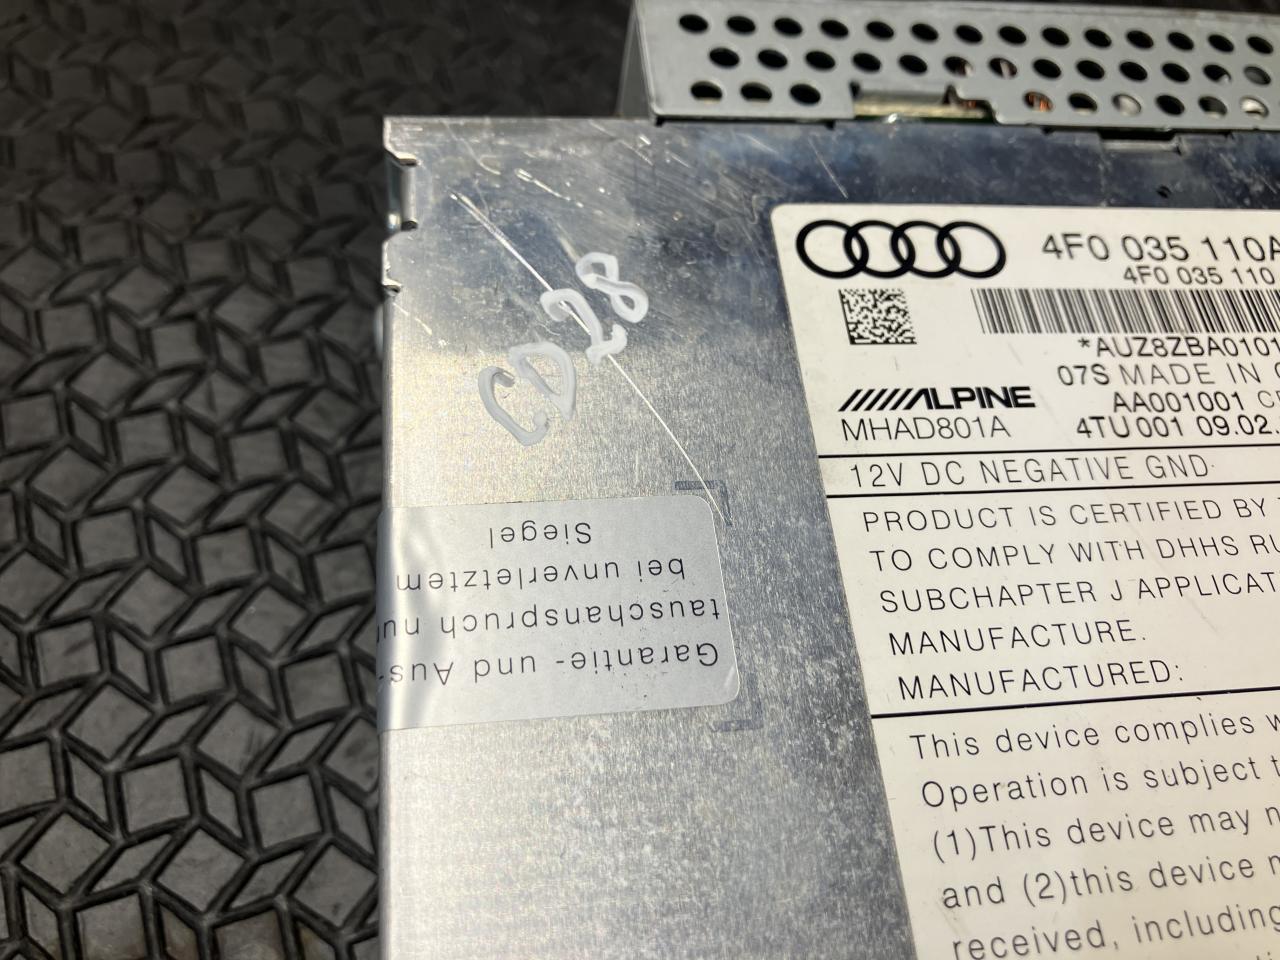 CD28
4F0 035 110A
4F0 035 110
*AUZ8ZBA0101
07S MADE IN
ALPINE
AA001001
MHAD801A
4TU001 09.02.
12V DC NEGATIVE GND
PRODUCT IS CERTIFIED BY
TO COMPLY WITH DHHS RU
SUBCHAPTER J APPLICAT
MANUFACTURE.
MANUFACTURED:
This device complies w
Operation is subject t
(1)This device may n
and (2)this device
received, including
Garantie- und Aus-
tauschanspruch nur
bei unverletztem
Siegel